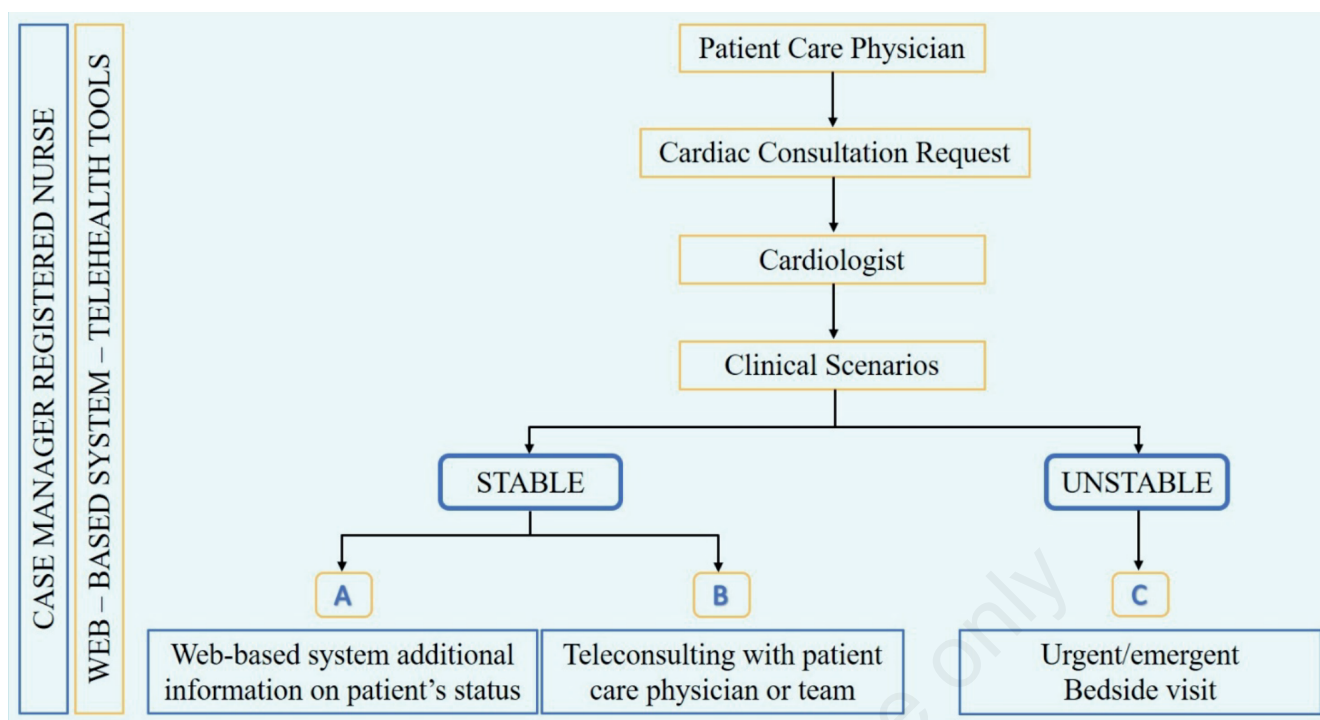 CASE MANAGER REGISTERED NURSE
WEB – BASED SYSTEM – TELEHEALTH TOOLS
Patient Care Physician
Cardiac Consultation Request
Cardiologist
Clinical Scenarios
STABLE
UNSTABLE
A
B
C
Web-based system additional
information on patient's status
Teleconsulting with patient
care physician or team
Urgent/emergent
Bedside visit
only